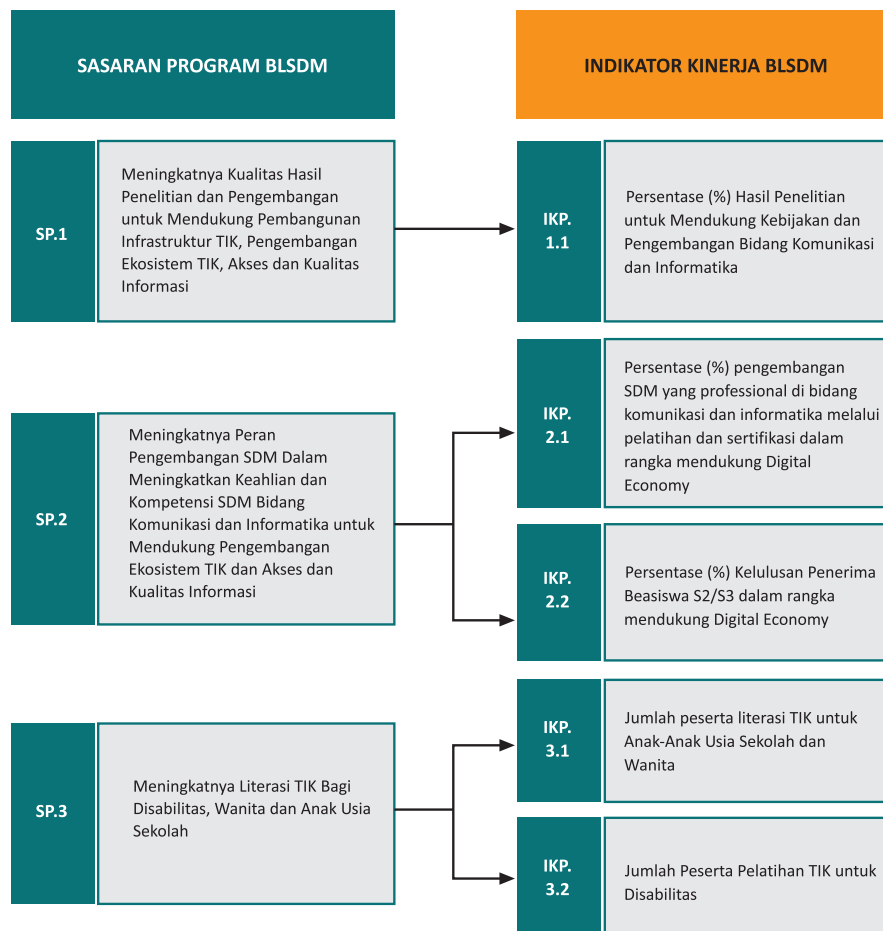 SASARAN PROGRAM BLSDM
INDIKATOR KINERJA BLSDM
SP.1
Meningkatnya Kualitas Hasil
Penelitian dan Pengembangan
untuk Mendukung Pembangunan
Infrastruktur TIK, Pengembangan
Ekosistem TIK, Akses dan Kualitas
Informasi
IKP.
1.1
Persentase (%) Hasil Penelitian
untuk Mendukung Kebijakan dan
Pengembangan Bidang Komunikasi
dan Informatika
SP.2
Meningkatnya Peran
Pengembangan SDM Dalam
Meningkatkan Keahlian dan
Kompetensi SDM Bidang
Komunikasi dan Informatika untuk
Mendukung Pengembangan
Ekosistem TIK dan Akses dan
Kualitas Informasi
IKP.
2.1
Persentase (%) pengembangan
SDM yang professional di bidang
komunikasi dan informatika melalui
pelatihan dan sertifikasi dalam
rangka mendukung Digital
Economy
IKP.
2.2
Persentase (%) Kelulusan Penerima
Beasiswa S2/S3 dalam rangka
mendukung Digital Economy
SP.3
Meningkatnya Literasi TIK Bagi
Disabilitas, Wanita dan Anak Usia
Sekolah
IKP.
3.1
Jumlah peserta literasi TIK untuk
Anak-Anak Usia Sekolah dan
Wanita
IKP.
3.2
Jumlah Peserta Pelatihan TIK untuk
Disabilitas